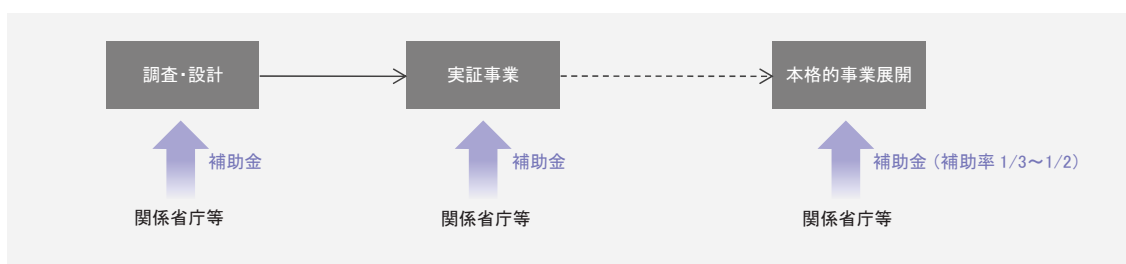 調査・設計
実証事業
本格的事業展開
補助金
補助金
補助金（補助率 1/3～1/2）
関係省庁等
関係省庁等
関係省庁等